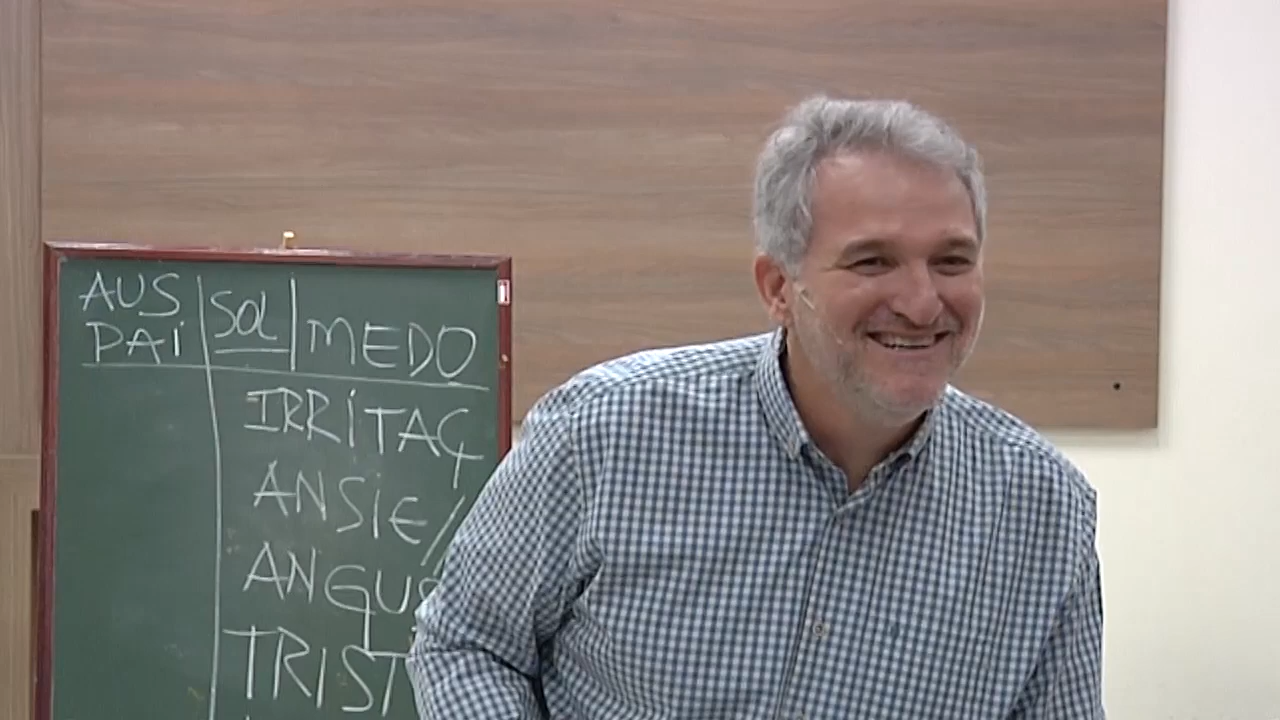 AUS PAI | SOL | MEDO
IRRITAÇ
ANSIE/
ANGUS
TRIST